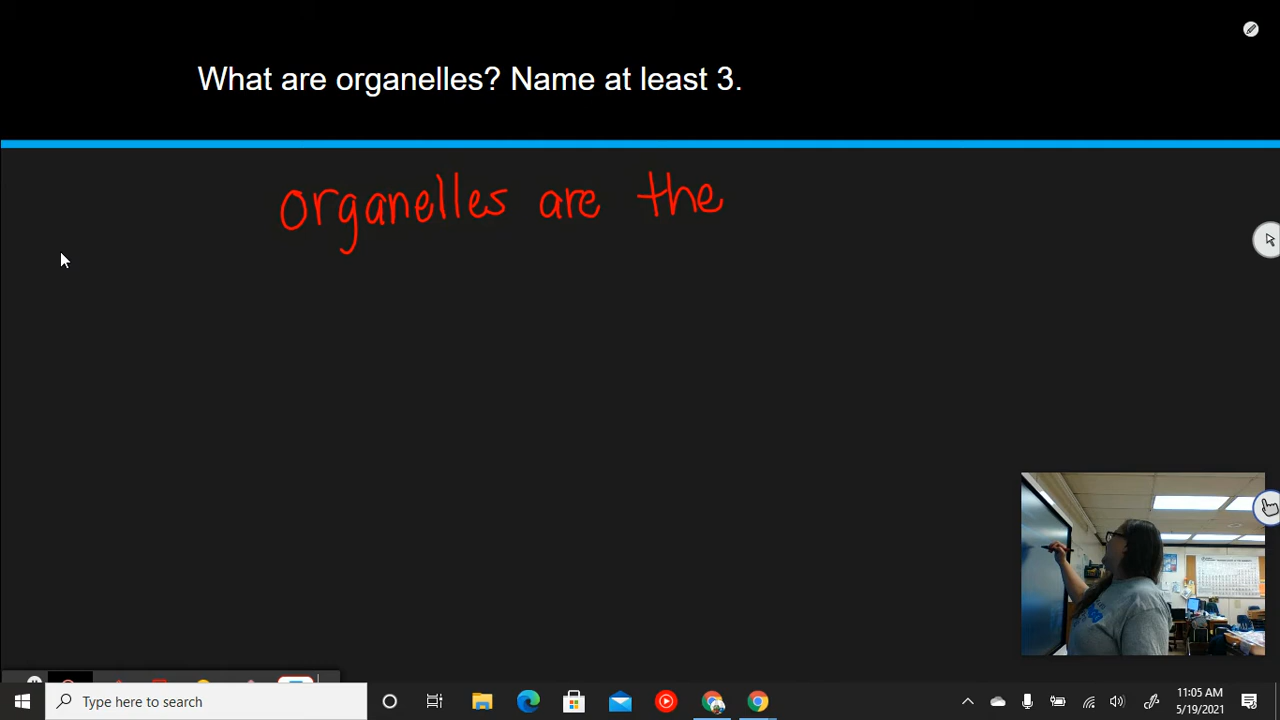 What are organelles? Name at least 3.
organelles are the
Type here to search
11:05 AM
5/19/2021